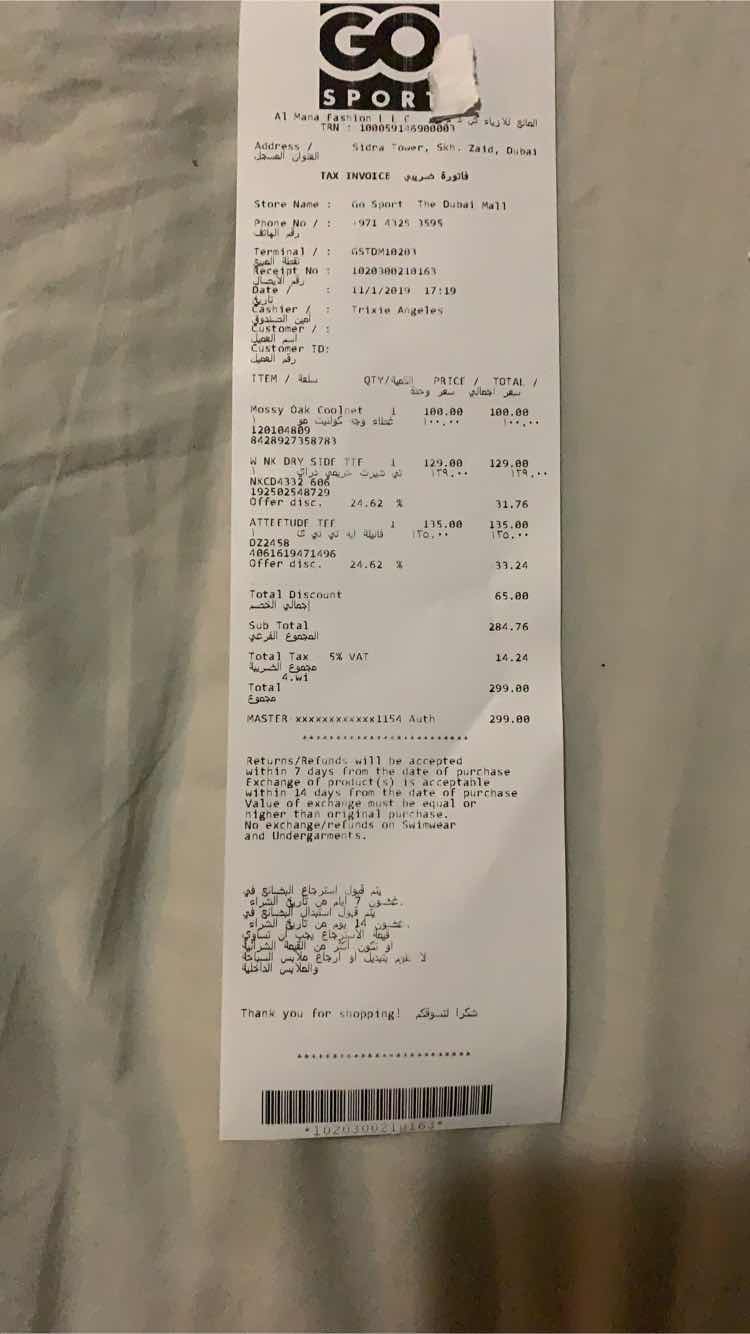 GO
SPORT
Al Mana Fashion L L C المانع للأزياء
TRN : 100059146900003
Address / Sidra Tower, Skh. Zaid, Dubai
العنوان المسجل
TAX INVOICE فاتورة ضريبي
Store Name : Go Sport The Dubai Mall
Phone No / : +971 4325 3595
رقم الهاتف
Terminal / : GSTDM10203
نقطة البيع
Receipt No : 1020300210163
رقم الايصال
Date / : 11/1/2019 17:19
تاريخ
Cashier / : Trixie Angeles
أمين الصندوق
Customer / :
اسم العميل
Customer ID:
رقم العميل
ITEM / سلعة QTY/الكمية PRICE / TOTAL /
سعر وحدة سعر اجمالي
Mossy Oak Coolnet 1 100.00 100.00
١ غطاء وجه كولنيت مو ١٠٠,٠٠ ١٠٠,٠٠
120104809
8428927358783
W NK DRY SIDE TEE 1 129.00 129.00
١ تي شيرت حريمي دراي ١٢٩,٠٠ ١٢٩,٠٠
NKCD4332 606
192502548729
Offer disc. 24.62 % 31.76
ATTEETUDE TEE 1 135.00 135.00
١ فانيلة ايه تي تي ئ ١٣٥,٠٠ ١٣٥,٠٠
DZ2458
4061619471496
Offer disc. 24.62 % 33.24
Total Discount 65.00
إجمالي الخصم
Sub Total 284.76
المجموع الفرعي
Total Tax 5% VAT 14.24
مجموع الضريبة
4.wi
Total 299.00
مجموع
MASTER xxxxxxxxxxxx1154 Auth 299.00
**************************
Returns/Refunds will be accepted
within 7 days from the date of purchase
Exchange of product(s) is acceptable
within 14 days from the date of purchase
Value of exchange must be equal or
higher than original purchase.
No exchange/refunds on Swimwear
and Undergarments.
يتم قبول استرجاع البضائع في
غضون 7 أيام من تاريخ الشراء.
يتم قبول استبدال البضائع في
غضون 14 يوم من تاريخ الشراء.
قيمة الاسترجاع يجب أن تساوي
او تكون أكثر من القيمة الشرائية
لا نقوم بتبديل او ارجاع ملابس السباحة
والملابس الداخلية
Thank you for shopping! شكرا لتسوقكم
**************************
*1020300210163*